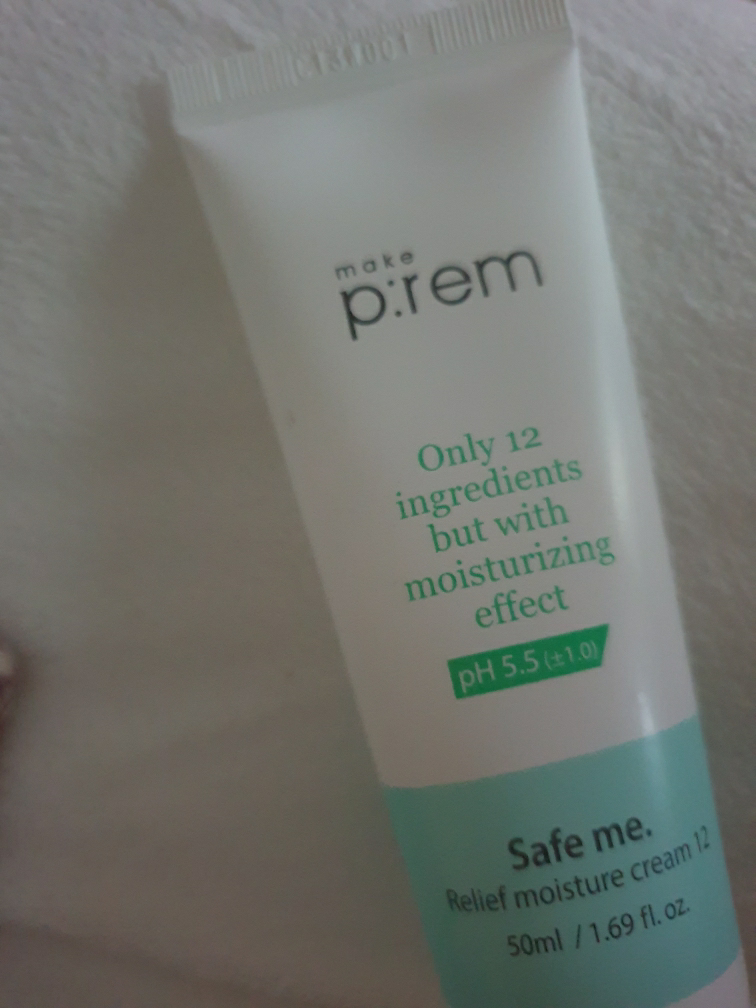 make
p:rem
Only 12
ingredients
but with
moisturizing
effect
pH 5.5 (±1.0)
Safe me.
Relief moisture cream 12
50ml / 1.69 fl. oz.